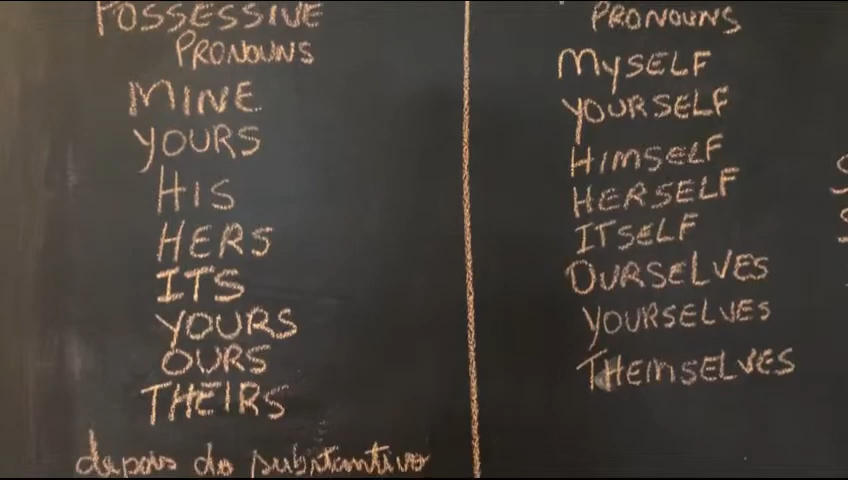 POSSESSIVE
PRONOUNS
MINE
YOURS
HIS
HERS
ITS
YOURS
OURS
THEIRS
depois do substantivo
PRONOUNS
MYSELF
YOURSELF
HIMSELF
HERSELF
ITSELF
OURSELVES
YOURSELVES
THEMSELVES